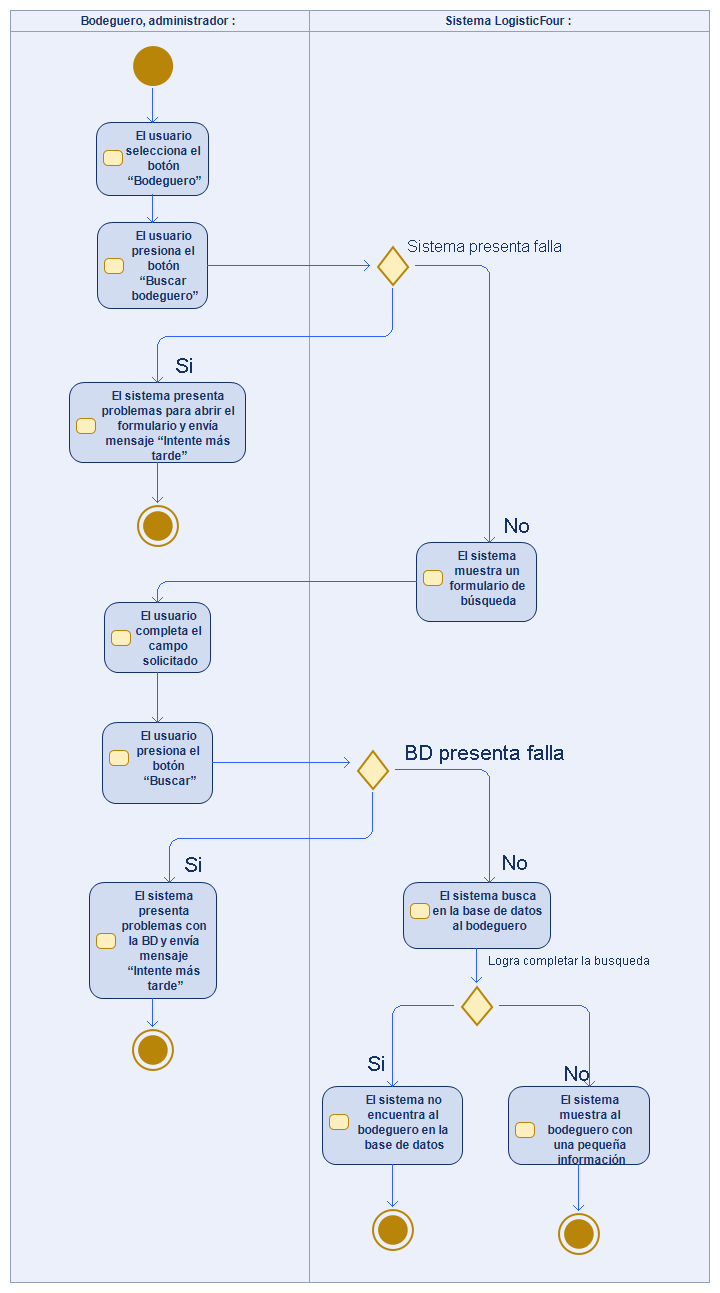 Bodeguero, administrador :
Sistema LogisticFour :
El usuario
selecciona el
botón
“Bodeguero”
El usuario
presiona el
botón
“Buscar
bodeguero”
Sistema presenta falla
Si
El sistema presenta
problemas para abrir el
formulario y envía
mensaje “Intente más
tarde”
No
El sistema
muestra un
formulario de
búsqueda
El usuario
completa el
campo
solicitado
El usuario
presiona el
botón
“Buscar”
BD presenta falla
Si
El sistema
presenta
problemas con
la BD y envía
mensaje
“Intente más
tarde”
No
El sistema busca
en la base de datos
al bodeguero
Logra completar la busqueda
Si
El sistema no
encuentra al
bodeguero en la
base de datos
No
El sistema
muestra al
bodeguero con
una pequeña
información